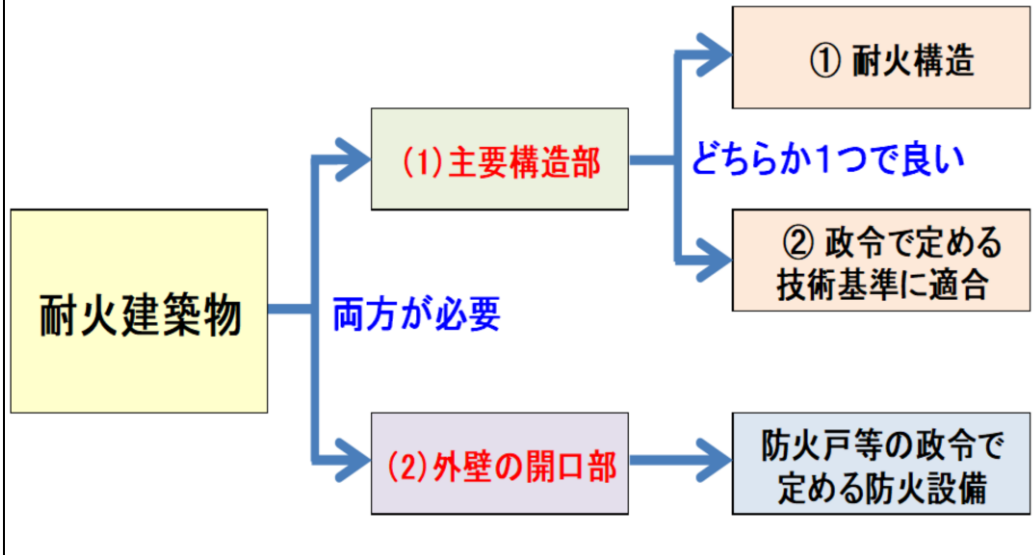 耐火建築物
両方が必要
(1)主要構造部
どちらか1つで良い
① 耐火構造
② 政令で定める
技術基準に適合
(2)外壁の開口部
防火戸等の政令で
定める防火設備